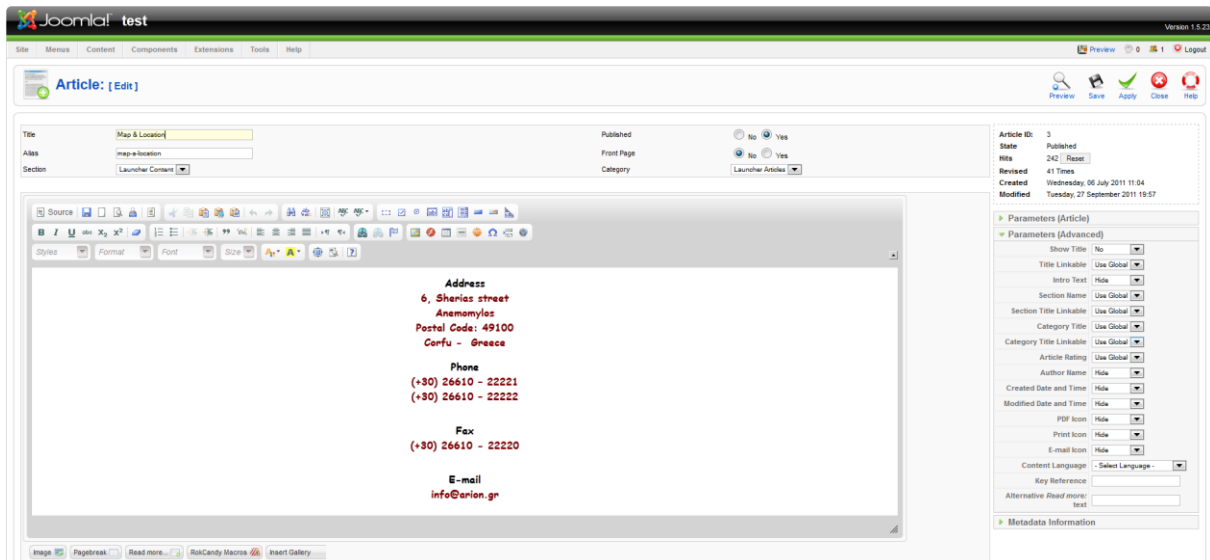 Joomla! test
Version 1.5.23
Site Menus Content Components Extensions Tools Help
Preview 0 1 Logout
Article: [ Edit ]
Preview Save Apply Close Help
Title Map & Location Published No Yes
Alias map-a-location Front Page No Yes
Section Launcher Content Category Launcher Articles
Article ID: 3
State Published
Hits 242 Reset
Revised 41 Times
Created Wednesday, 06 July 2011 11:04
Modified Tuesday, 27 September 2011 19:57
Source
Styles Format Font Size
Address
6, Sherias street
Anemomylos
Postal Code: 49100
Corfu - Greece
Phone
(+30) 26610 - 22221
(+30) 26610 - 22222
Fax
(+30) 26610 - 22220
E-mail
info@arion.gr
Image Pagebreak Read more... RokCandy Macros Insert Gallery
Parameters (Article)
Parameters (Advanced)
Show Title No
Title Linkable Use Global
Intro Text Hide
Section Name Use Global
Section Title Linkable Use Global
Category Title Use Global
Category Title Linkable Use Global
Article Rating Use Global
Author Name Hide
Created Date and Time Hide
Modified Date and Time Hide
PDF Icon Hide
Print Icon Hide
E-mail Icon Hide
Content Language - Select Language -
Key Reference
Alternative Read more:
text
Metadata Information